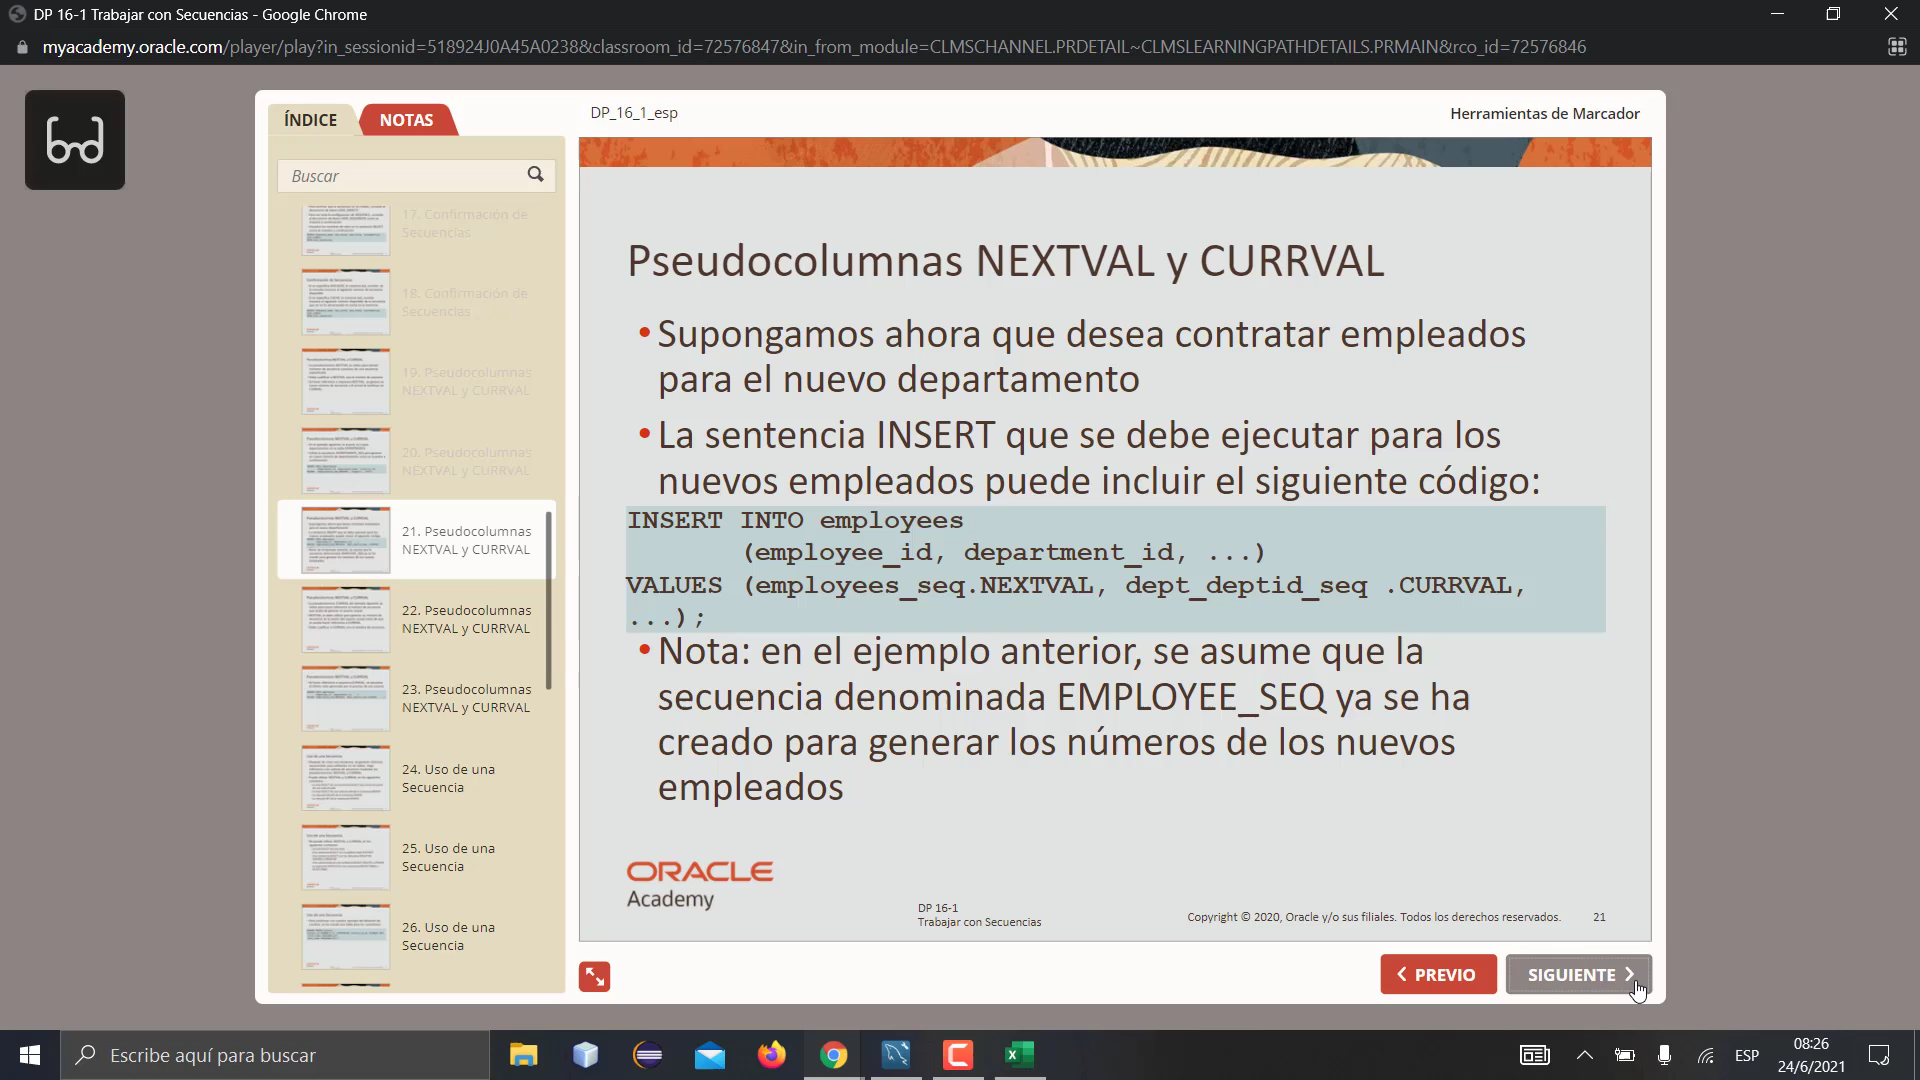 DP 16-1 Trabajar con Secuencias - Google Chrome
myacademy.oracle.com/player/play?in_sessionid=518924J0A45A0238&classroom_id=72576847&in_from_module=CLMSCHANNEL.PRDETAIL~CLMSLEARNINGPATHDETAILS.PRMAIN&rco_id=72576846
ÍNDICE
NOTAS
DP_16_1_esp
Herramientas de Marcador
Buscar
17. Confirmación de
Secuencias
18. Confirmación de
Secuencias
19. Pseudocolumnas
NEXTVAL y CURRVAL
20. Pseudocolumnas
NEXTVAL y CURRVAL
21. Pseudocolumnas
NEXTVAL y CURRVAL
22. Pseudocolumnas
NEXTVAL y CURRVAL
23. Pseudocolumnas
NEXTVAL y CURRVAL
24. Uso de una
Secuencia
25. Uso de una
Secuencia
26. Uso de una
Secuencia
Pseudocolumnas NEXTVAL y CURRVAL
• Supongamos ahora que desea contratar empleados
para el nuevo departamento
• La sentencia INSERT que se debe ejecutar para los
nuevos empleados puede incluir el siguiente código:
INSERT INTO employees
(employee_id, department_id, ...)
VALUES (employees_seq.NEXTVAL, dept_deptid_seq .CURRVAL,
...);
• Nota: en el ejemplo anterior, se asume que la
secuencia denominada EMPLOYEE_SEQ ya se ha
creado para generar los números de los nuevos
empleados
ORACLE
Academy
DP 16-1
Trabajar con Secuencias
Copyright © 2020, Oracle y/o sus filiales. Todos los derechos reservados.
21
PREVIO
SIGUIENTE
Escribe aquí para buscar
ESP
08:26
24/6/2021